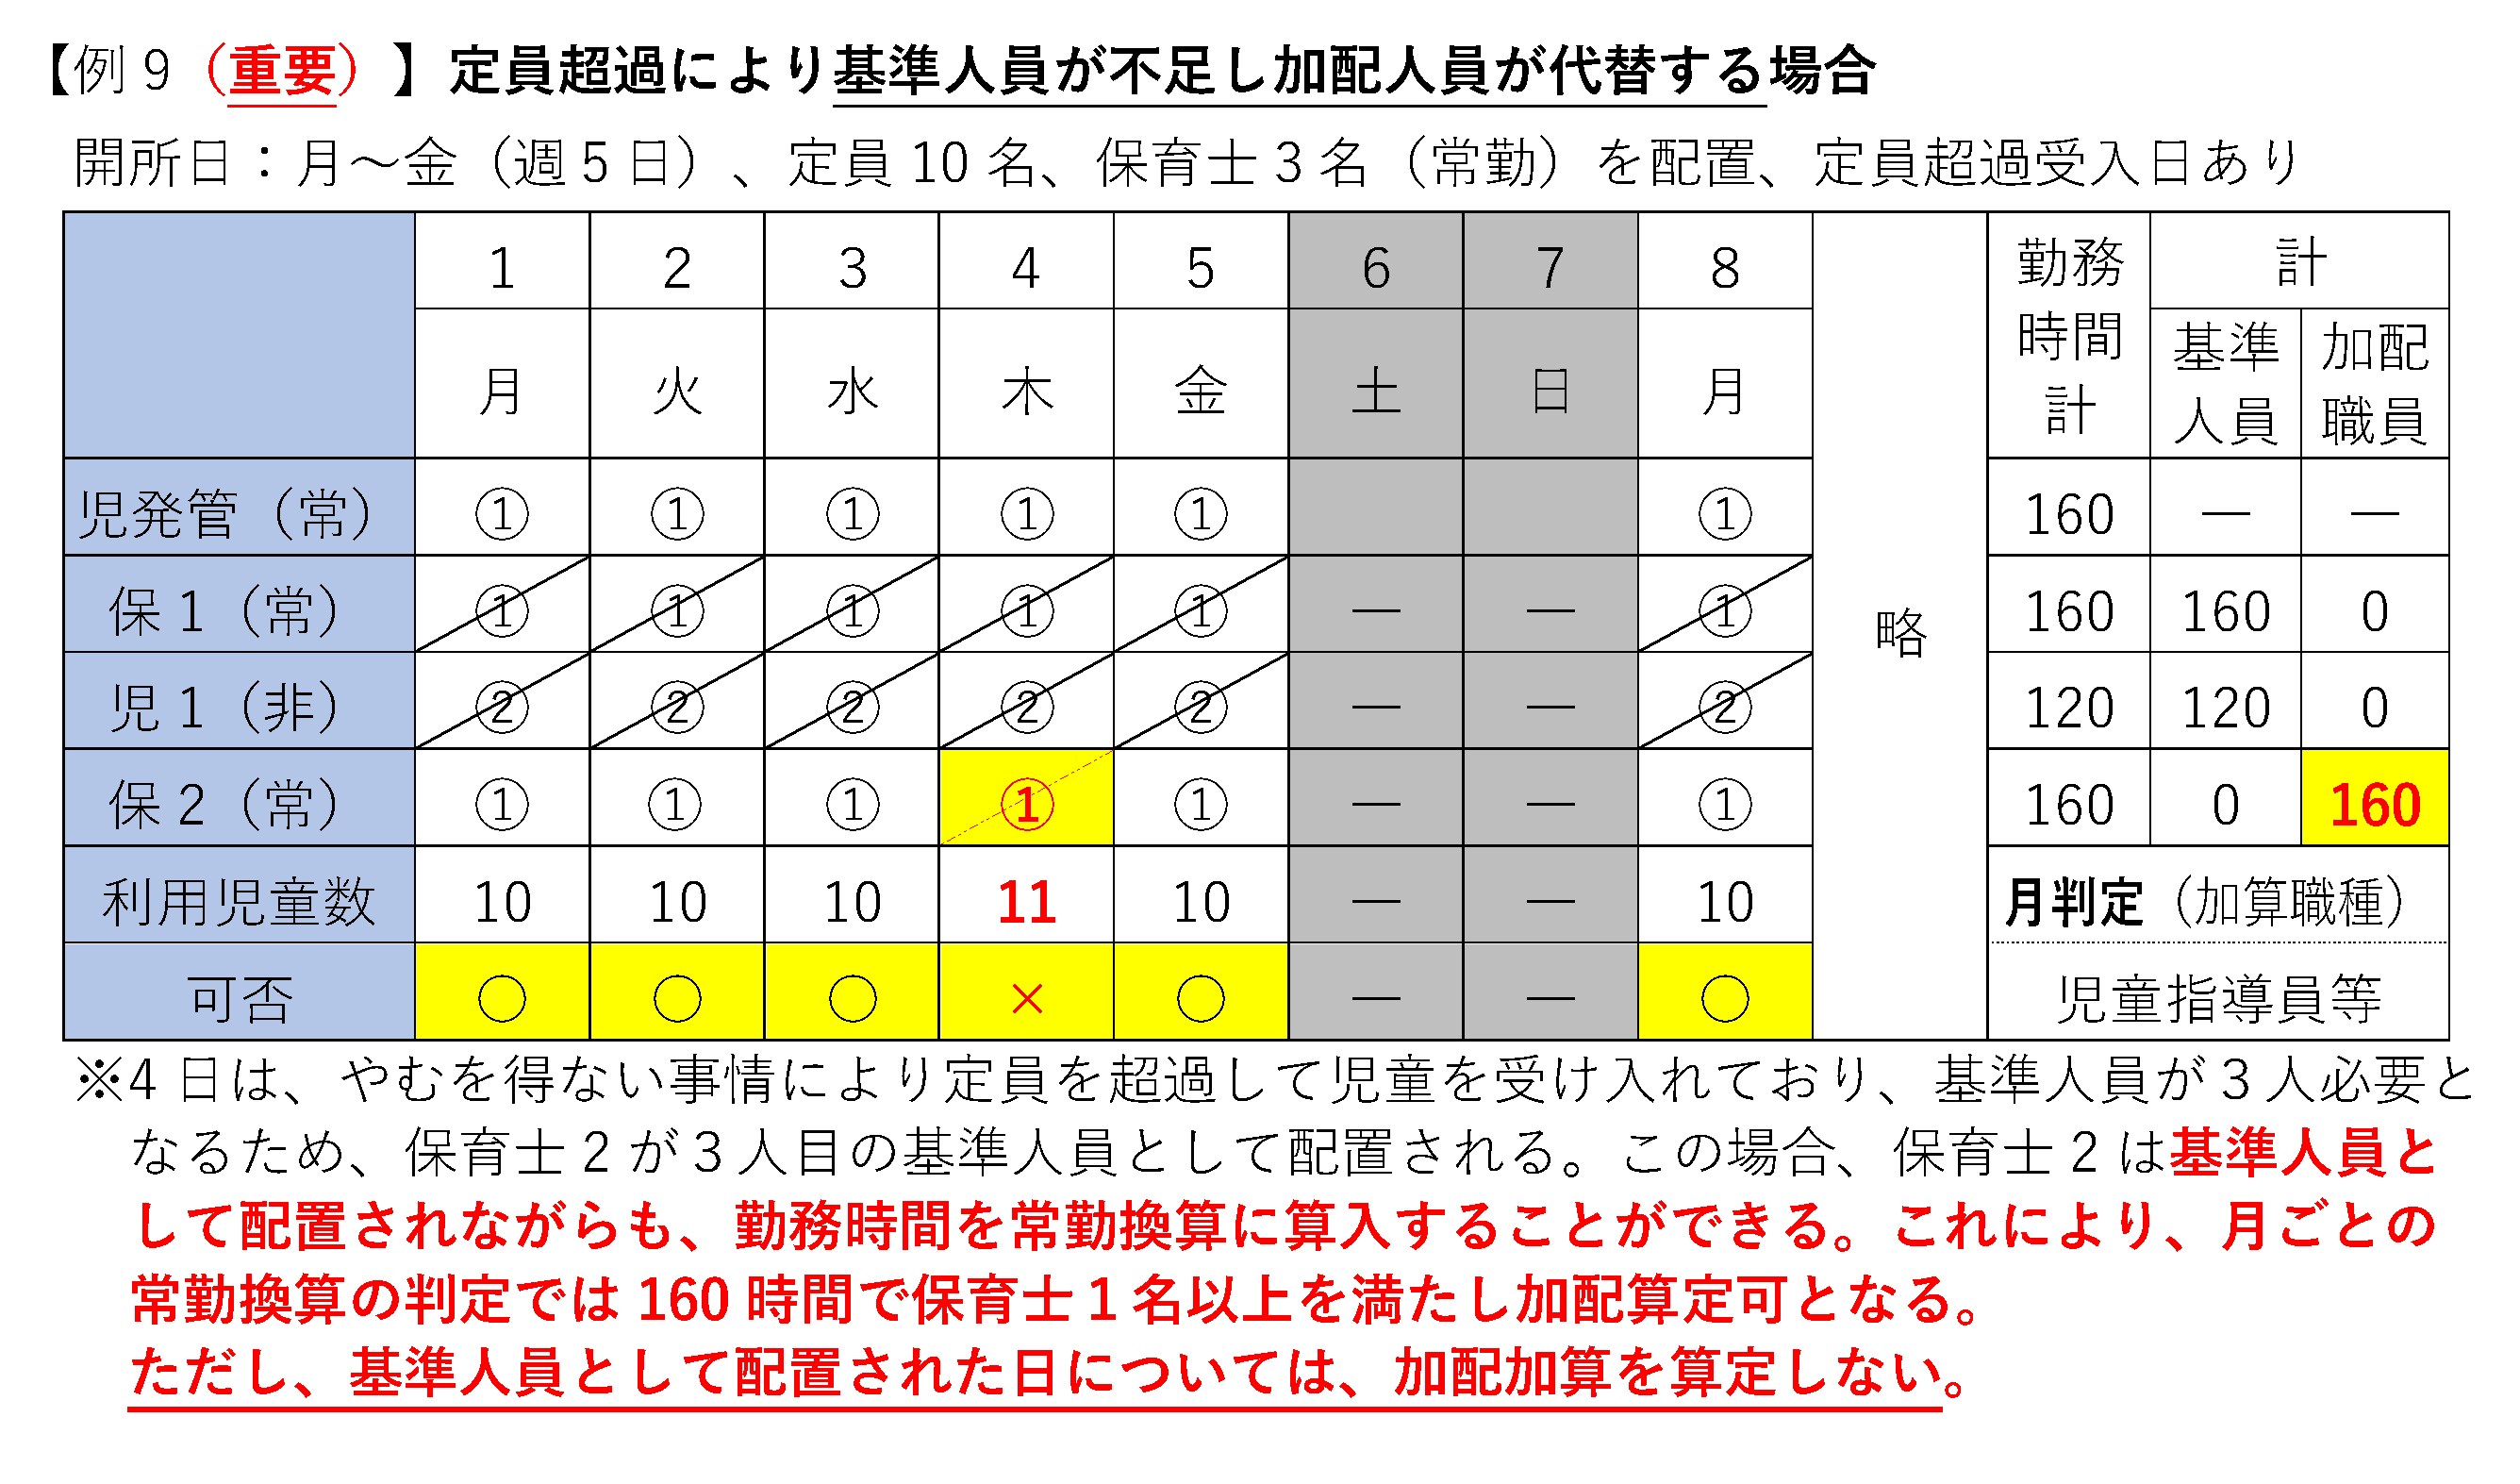 【例９（重要）】定員超過により基準人員が不足し加配人員が代替する場合
開所日：月～金（週５日）、定員10名、保育士３名（常勤）を配置、定員超過受入日あり
1 2 3 4 5 6 7 8 勤務時間計 計
月 火 水 木 金 土 日 月 基準人員 加配職員
児発管（常） ① ① ① ① ① ① 160 ― ―
保１（常） ① ① ① ① ① ― ― ① 160 160 0
略
児１（非） ② ② ② ② ② ― ― ② 120 120 0
保２（常） ① ① ① ① ① ― ― ① 160 0 160
利用児童数 10 10 10 11 10 ― ― 10 月判定（加算職種）
可否 ○ ○ ○ × ○ ― ― ○ 児童指導員等
※4日は、やむを得ない事情により定員を超過して児童を受け入れており、基準人員が３人必要と
なるため、保育士２が３人目の基準人員として配置される。この場合、保育士２は基準人員と
して配置されながらも、勤務時間を常勤換算に算入することができる。これにより、月ごとの
常勤換算の判定では160時間で保育士１名以上を満たし加配算定可となる。
ただし、基準人員として配置された日については、加配加算を算定しない。